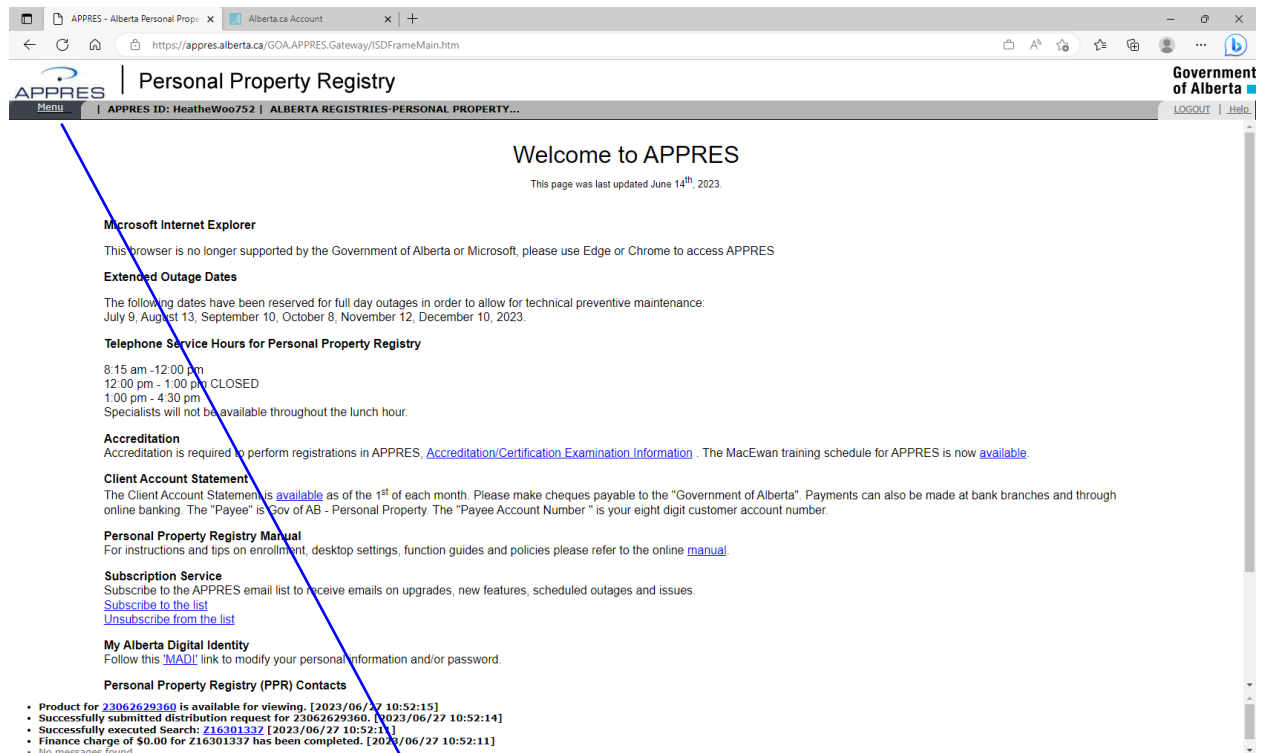 APPRES - Alberta Personal Prope
Alberta.ca Account
https://appres.alberta.ca/GOA.APPRES.Gateway/ISDFrameMain.htm
APPRES
Personal Property Registry
Government
of Alberta
Menu | APPRES ID: HeatheWoo752 | ALBERTA REGISTRIES-PERSONAL PROPERTY...
LOGOUT | Help
Welcome to APPRES
This page was last updated June 14th, 2023.
Microsoft Internet Explorer
This browser is no longer supported by the Government of Alberta or Microsoft, please use Edge or Chrome to access APPRES
Extended Outage Dates
The following dates have been reserved for full day outages in order to allow for technical preventive maintenance:
July 9, August 13, September 10, October 8, November 12, December 10, 2023.
Telephone Service Hours for Personal Property Registry
8:15 am -12:00 pm
12:00 pm - 1:00 pm CLOSED
1:00 pm - 4:30 pm
Specialists will not be available throughout the lunch hour.
Accreditation
Accreditation is required to perform registrations in APPRES, Accreditation/Certification Examination Information . The MacEwan training schedule for APPRES is now available.
Client Account Statement
The Client Account Statement is available as of the 1st of each month. Please make cheques payable to the "Government of Alberta". Payments can also be made at bank branches and through
online banking. The "Payee" is Gov of AB - Personal Property. The "Payee Account Number " is your eight digit customer account number.
Personal Property Registry Manual
For instructions and tips on enrollment, desktop settings, function guides and policies please refer to the online manual.
Subscription Service
Subscribe to the APPRES email list to receive emails on upgrades, new features, scheduled outages and issues.
Subscribe to the list
Unsubscribe from the list
My Alberta Digital Identity
Follow this 'MADI' link to modify your personal information and/or password.
Personal Property Registry (PPR) Contacts
• Product for 23062629360 is available for viewing. [2023/06/27 10:52:15]
• Successfully submitted distribution request for 23062629360. [2023/06/27 10:52:14]
• Successfully executed Search: Z16301337 [2023/06/27 10:52:11]
• Finance charge of $0.00 for Z16301337 has been completed. [2023/06/27 10:52:11]
• No messages found